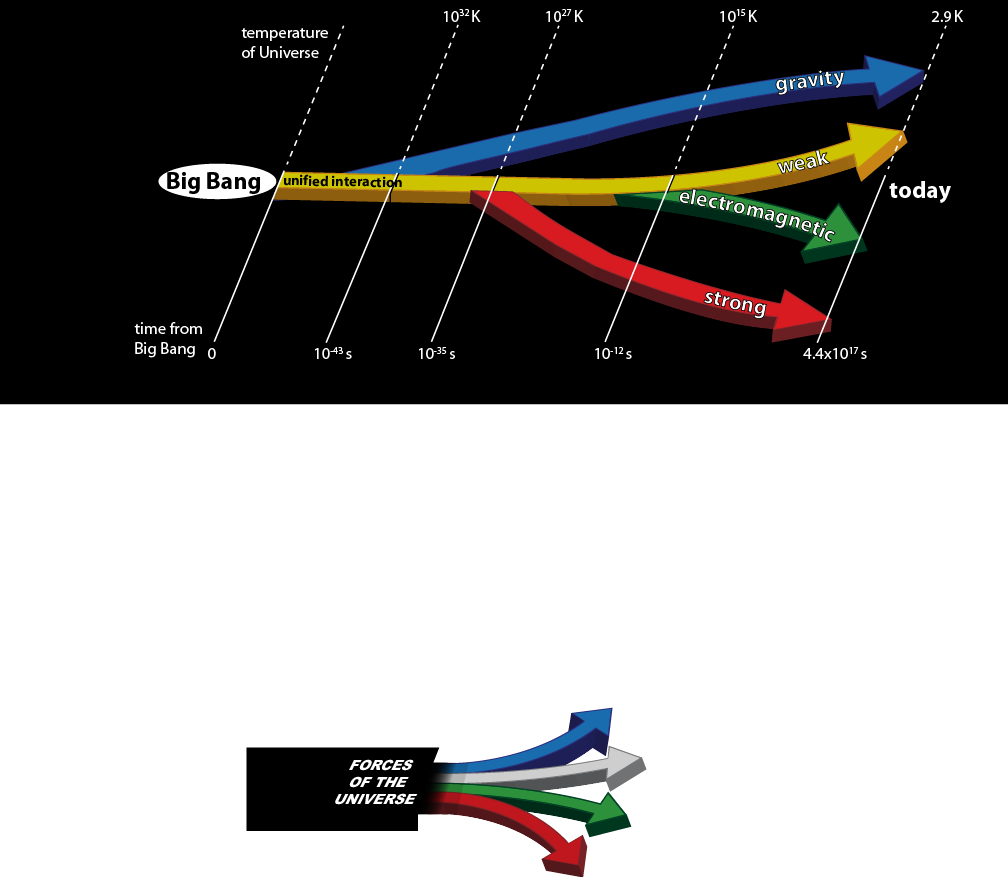 temperature
of Universe
10³² K
10²⁷ K
10¹⁵ K
2.9 K
gravity
weak
Big Bang
unified interaction
today
electromagnetic
strong
time from
Big Bang
0
10⁻⁴³ s
10⁻³⁵ s
10⁻¹² s
4.4x10¹⁷ s
FORCES
OF THE
UNIVERSE